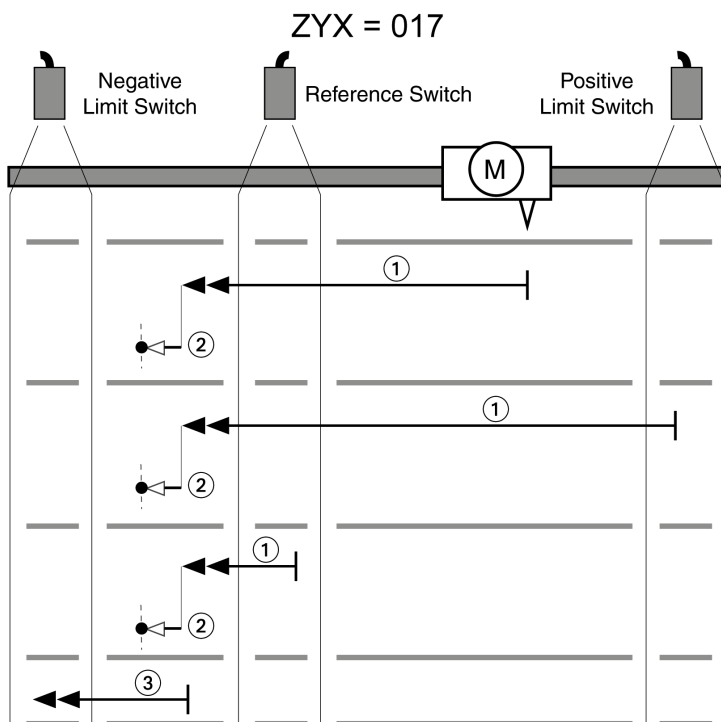 ZYX = 017
Negative
Limit Switch
Reference Switch
Positive
Limit Switch
M
1
2
1
2
1
2
3